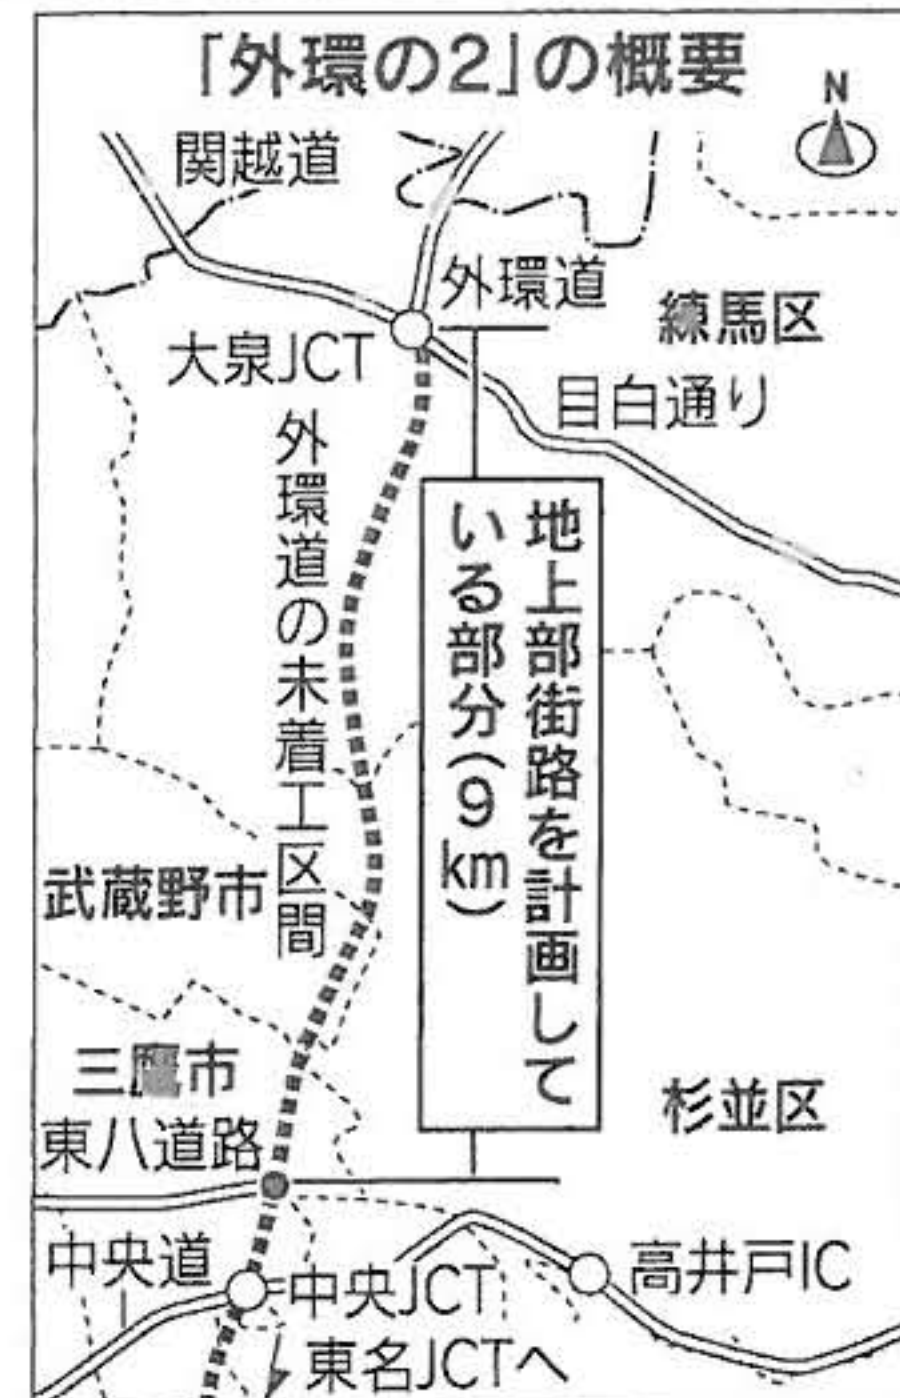 「外環の2」の概要
N
関越道
外環道
練馬区
大泉JCT
目白通り
外環道の未着工区間
地上部街路を計画して
いる部分(9km)
武蔵野市
三鷹市
杉並区
東八道路
中央道
中央JCT
高井戸IC
東名JCTへ